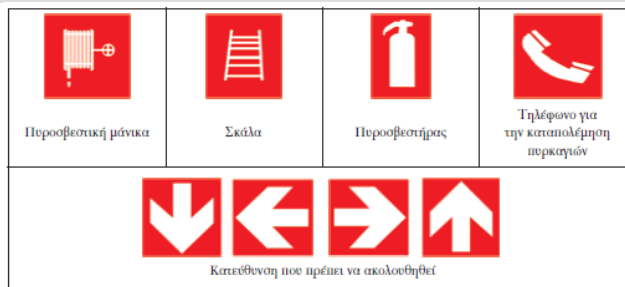 Πυροσβεστική μάνικα
Σκάλα
Πυροσβεστήρας
Τηλέφωνο για
την καταπολέμηση
πυρκαγιών
Κατεύθυνση που πρέπει να ακολουθηθεί